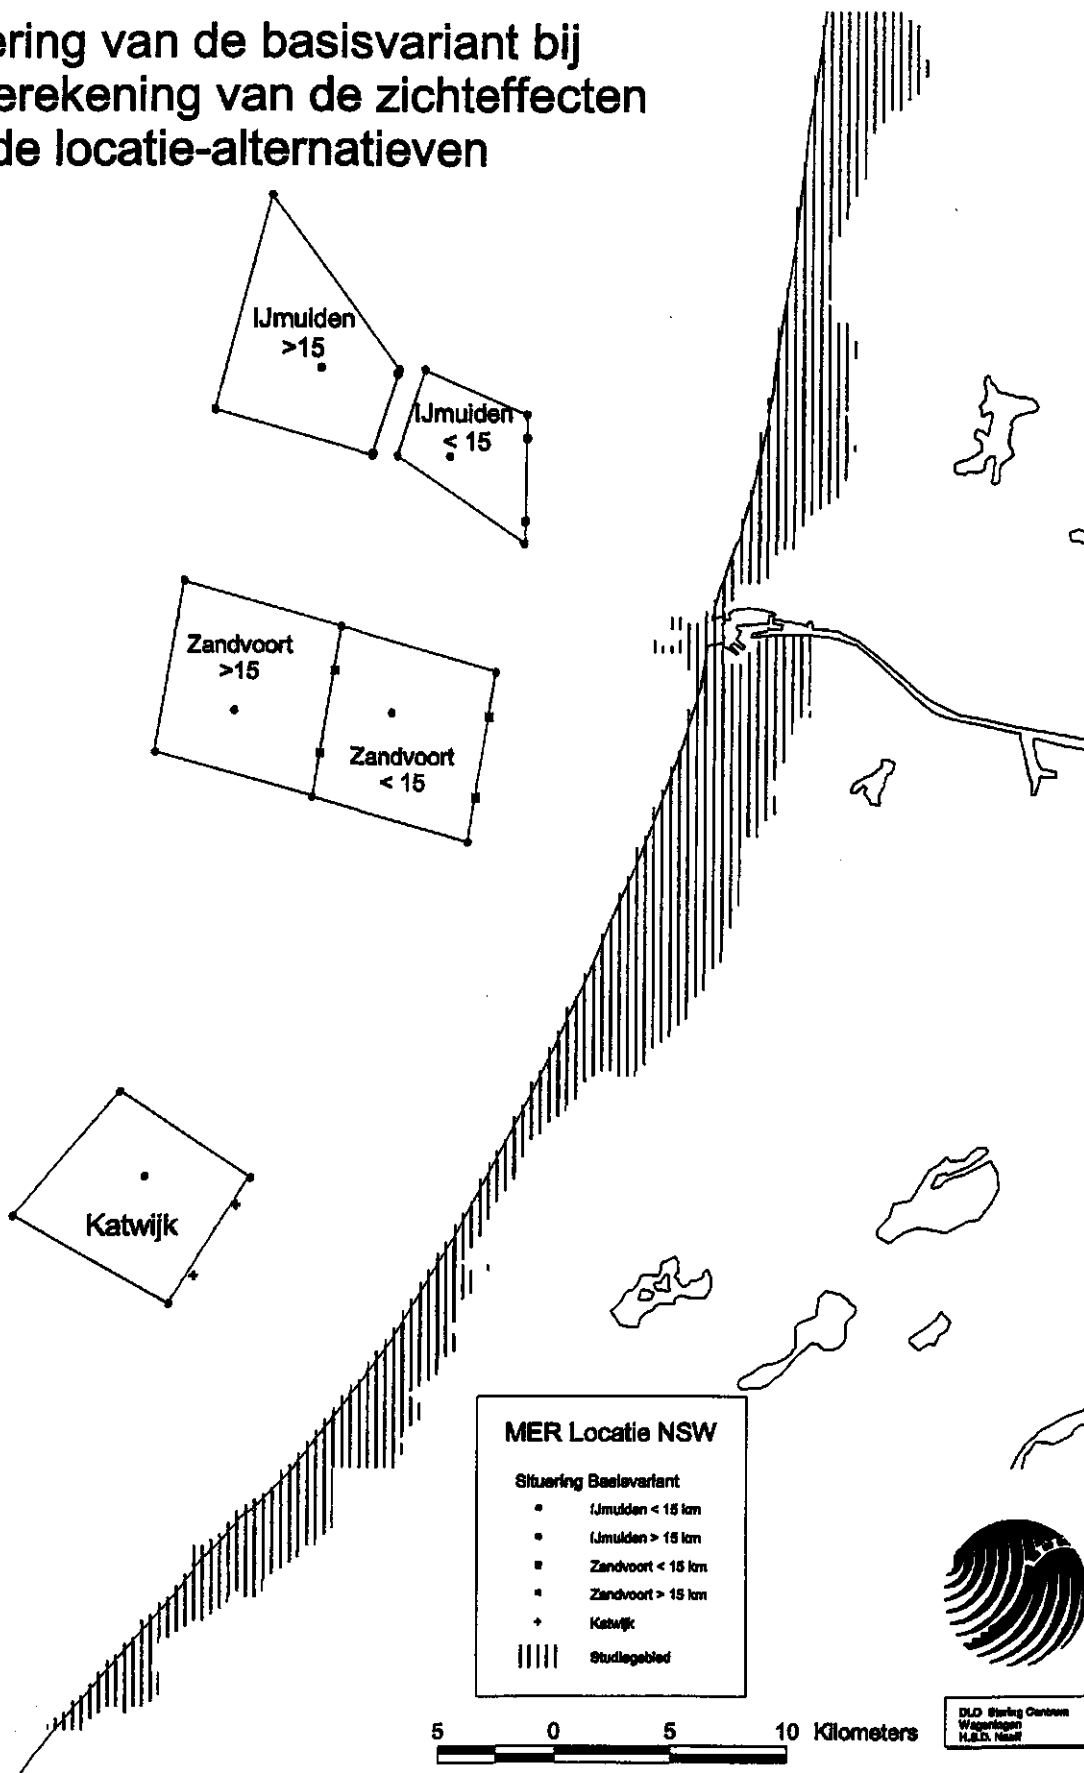 ering van de basisvariant bij
erekening van de zichteffecten
de locatie-alternatieven
IJmuiden
>15
IJmuiden
< 15
Zandvoort
>15
Zandvoort
< 15
Katwijk
MER Locatie NSW
Situering Basisvariant
IJmuiden < 15 km
IJmuiden > 15 km
Zandvoort < 15 km
Zandvoort > 15 km
Katwijk
Studiegebied
5 0 5 10 Kilometers
DLO Staring Centrum
Wageningen
H.S.D. Naeff